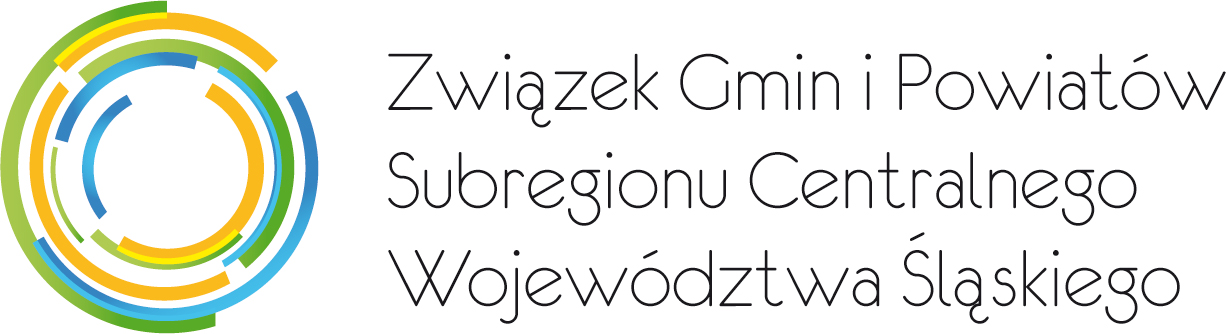 Związek Gmin i Powiatów
Subregionu Centralnego
Województwa Śląskiego